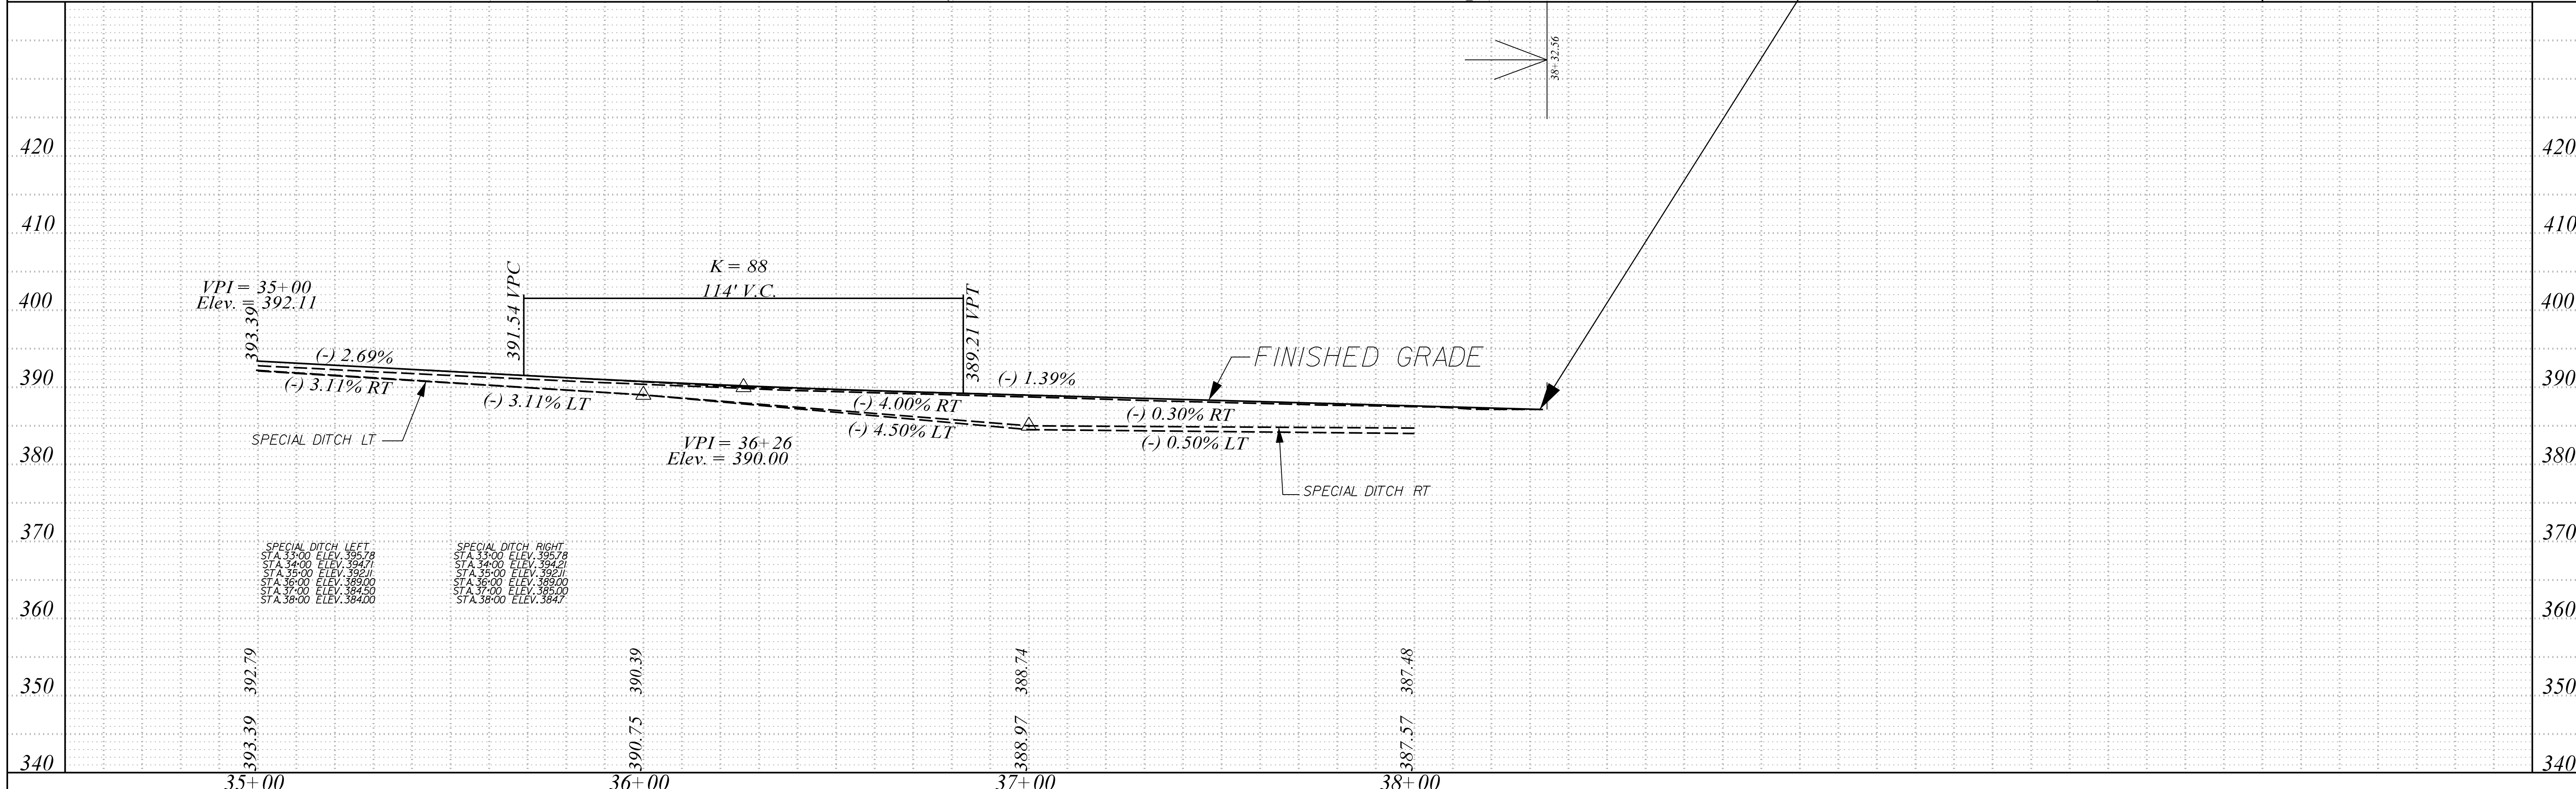 38+32.56
420
420
410
410
K = 88
VPI = 35+00
Elev. = 392.11
114' V.C.
400
400
393.39
391.54 VPC
389.21 VPT
(-) 2.69%
FINISHED GRADE
390
(-) 1.39%
390
(-) 3.11% RT
(-) 3.11% LT
(-) 4.00% RT
(-) 0.30% RT
SPECIAL DITCH LT
(-) 4.50% LT
(-) 0.50% LT
VPI = 36+26
Elev. = 390.00
380
380
SPECIAL DITCH RT
370
370
SPECIAL DITCH LEFT
STA.33+00 ELEV.395.78
STA.34+00 ELEV.394.71
STA.35+00 ELEV.392.11
STA.36+00 ELEV.389.00
STA.37+00 ELEV.384.50
STA.38+00 ELEV.384.00
SPECIAL DITCH RIGHT
STA.33+00 ELEV.395.78
STA.34+00 ELEV.394.21
STA.35+00 ELEV.392.11
STA.36+00 ELEV.389.00
STA.37+00 ELEV.385.00
STA.38+00 ELEV.384.7
360
360
392.79
390.39
388.74
387.48
350
350
393.39
390.75
388.97
387.57
340
340
35+00
36+00
37+00
38+00